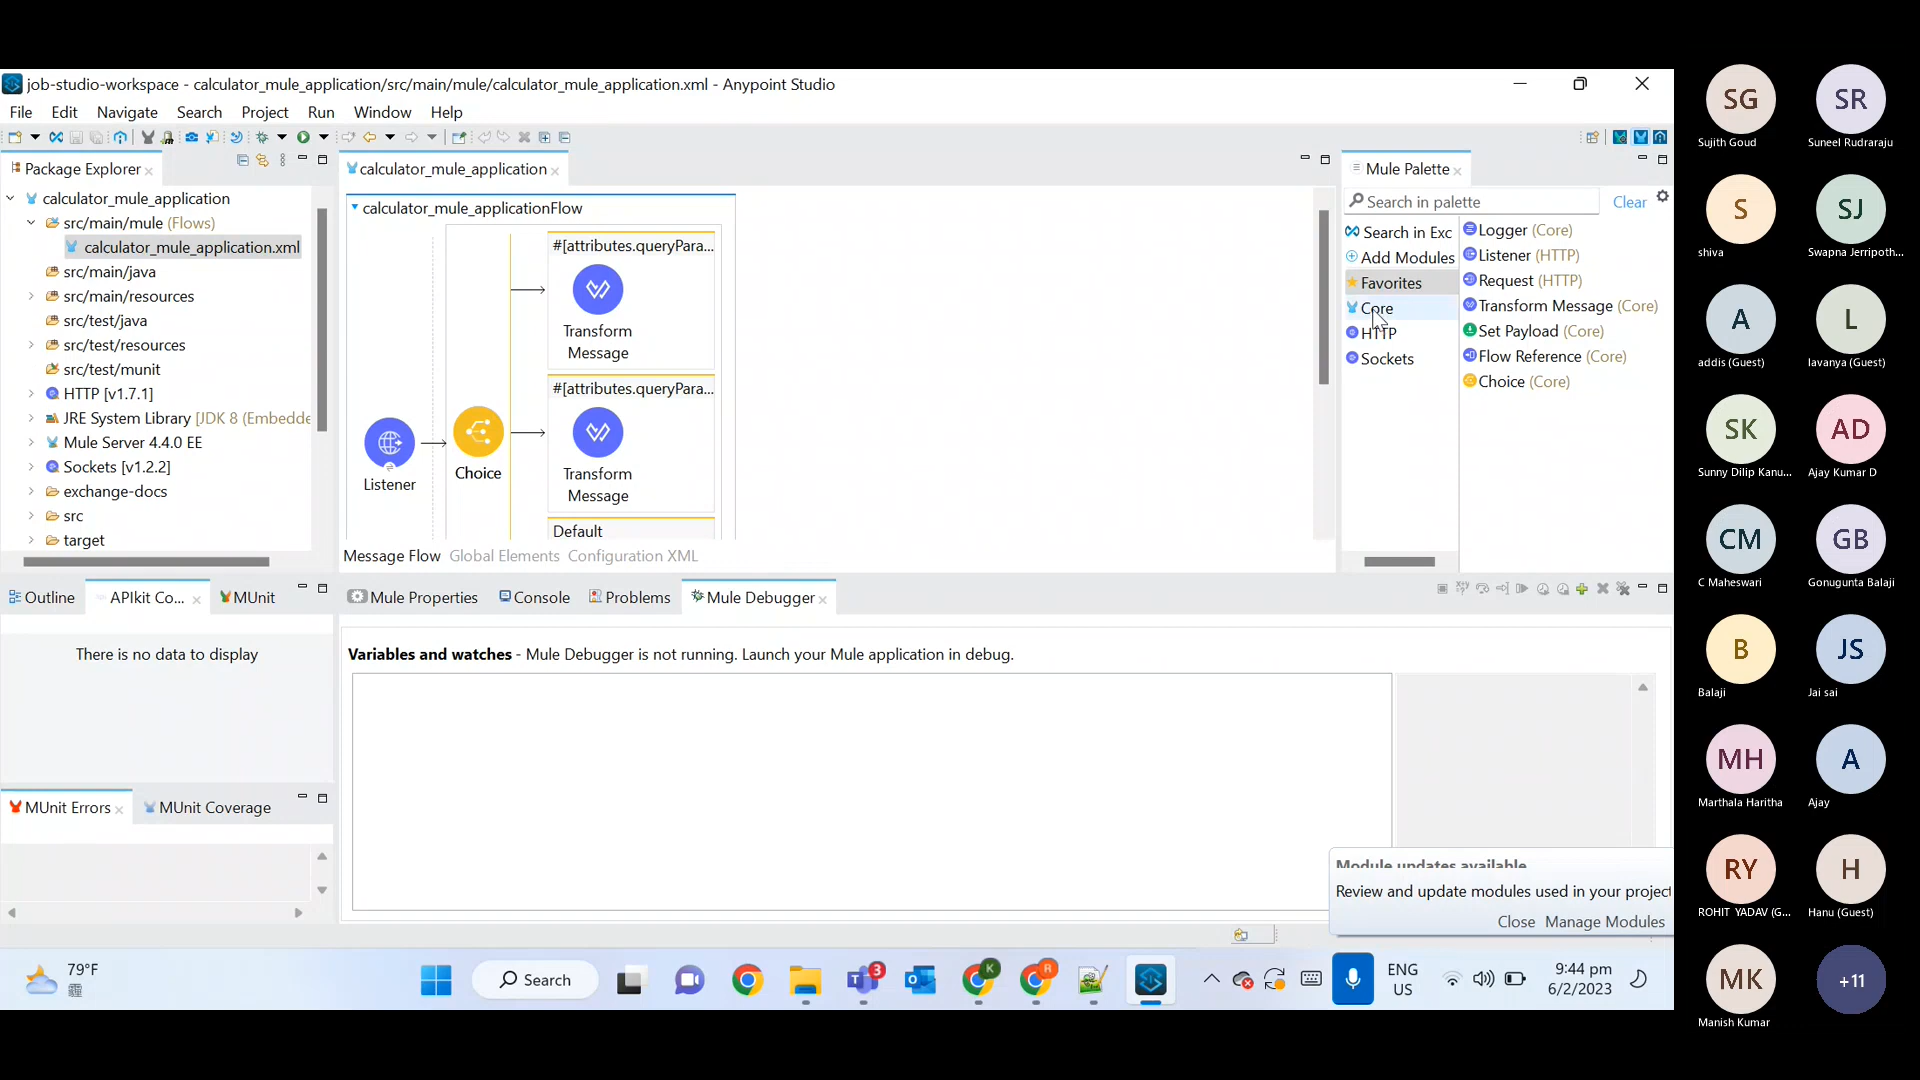 job-studio-workspace - calculator_mule_application/src/main/mule/calculator_mule_application.xml - Anypoint Studio
File Edit Navigate Search Project Run Window Help
Package Explorer
calculator_mule_application
src/main/mule (Flows)
calculator_mule_application.xml
src/main/java
src/main/resources
src/test/java
src/test/resources
src/test/munit
HTTP [v1.7.1]
JRE System Library [JDK 8 (Embedde
Mule Server 4.4.0 EE
Sockets [v1.2.2]
exchange-docs
src
target
calculator_mule_application
calculator_mule_applicationFlow
Listener
Choice
#[attributes.queryPara...
Transform
Message
#[attributes.queryPara...
Transform
Message
Default
Message Flow Global Elements Configuration XML
Mule Palette
Search in palette
Clear
Search in Exc
Add Modules
Favorites
Core
HTTP
Sockets
Logger (Core)
Listener (HTTP)
Request (HTTP)
Transform Message (Core)
Set Payload (Core)
Flow Reference (Core)
Choice (Core)
Outline APIkit Co... MUnit
There is no data to display
MUnit Errors MUnit Coverage
Mule Properties Console Problems Mule Debugger
Variables and watches - Mule Debugger is not running. Launch your Mule application in debug.
Module updates available
Review and update modules used in your project
Close Manage Modules
79°F
Search
3
K
R
ENG
US
9:44 pm
6/2/2023
SG
Sujith Goud
SR
Suneel Rudraraju
S
shiva
SJ
Swapna Jerripoth...
A
addis (Guest)
L
lavanya (Guest)
SK
Sunny Dilip Kanu...
AD
Ajay Kumar D
CM
C Maheswari
GB
Gonugunta Balaji
B
Balaji
JS
Jai sai
MH
Marthala Haritha
A
Ajay
RY
ROHIT YADAV (G...
H
Hanu (Guest)
MK
Manish Kumar
+11